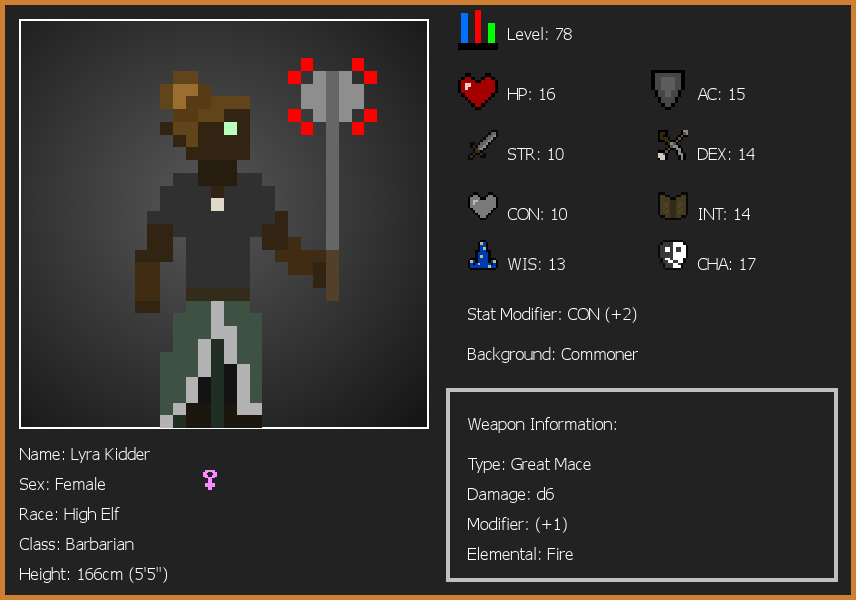 Level: 78
HP: 16
AC: 15
STR: 10
DEX: 14
CON: 10
INT: 14
WIS: 13
CHA: 17
Stat Modifier: CON (+2)
Background: Commoner
Weapon Information:
Type: Great Mace
Damage: d6
Modifier: (+1)
Elemental: Fire
Name: Lyra Kidder
Sex: Female
Race: High Elf
Class: Barbarian
Height: 166cm (5'5")